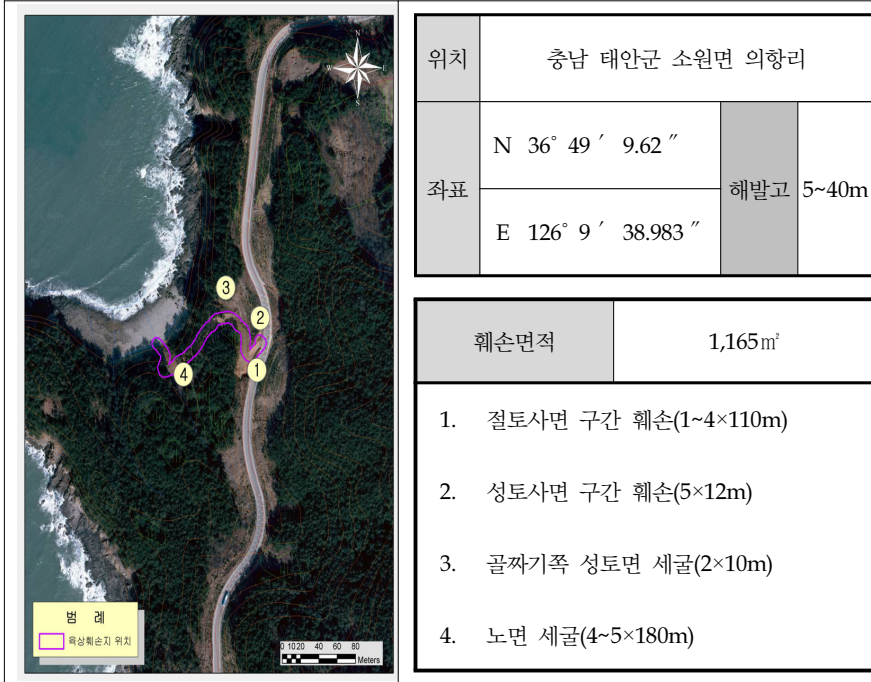 N
W
E
S
3
2
4
1
범 례
육상훼손지 위치
0 10 20 40 60 80
Meters
위치 충남 태안군 소원면 의항리
좌표 N 36° 49 ′ 9.62 ″ 해발고 5~40m
E 126° 9 ′ 38.983 ″
훼손면적 1,165㎡
1. 절토사면 구간 훼손(1~4×110m)
2. 성토사면 구간 훼손(5×12m)
3. 골짜기쪽 성토면 세굴(2×10m)
4. 노면 세굴(4~5×180m)